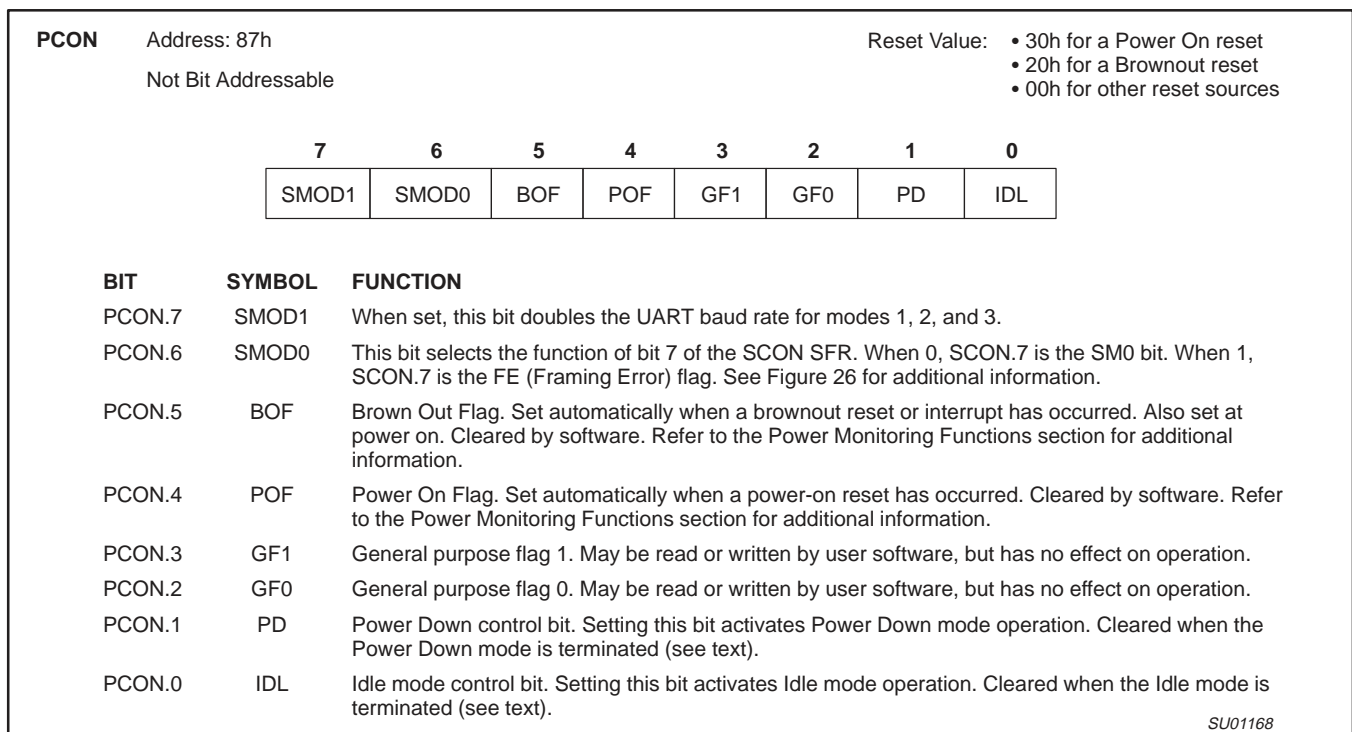 PCON Address: 87h Reset Value: • 30h for a Power On reset
• 20h for a Brownout reset
Not Bit Addressable
• 00h for other reset sources
7 6 5 4 3 2 1 0
SMOD1 SMOD0 BOF POF GF1 GF0 PD IDL
BIT SYMBOL FUNCTION
PCON.7 SMOD1 When set, this bit doubles the UART baud rate for modes 1, 2, and 3.
PCON.6 SMOD0 This bit selects the function of bit 7 of the SCON SFR. When 0, SCON.7 is the SM0 bit. When 1,
SCON.7 is the FE (Framing Error) flag. See Figure 26 for additional information.
PCON.5 BOF Brown Out Flag. Set automatically when a brownout reset or interrupt has occurred. Also set at
power on. Cleared by software. Refer to the Power Monitoring Functions section for additional
information.
PCON.4 POF Power On Flag. Set automatically when a power-on reset has occurred. Cleared by software. Refer
to the Power Monitoring Functions section for additional information.
PCON.3 GF1 General purpose flag 1. May be read or written by user software, but has no effect on operation.
PCON.2 GF0 General purpose flag 0. May be read or written by user software, but has no effect on operation.
PCON.1 PD Power Down control bit. Setting this bit activates Power Down mode operation. Cleared when the
Power Down mode is terminated (see text).
PCON.0 IDL Idle mode control bit. Setting this bit activates Idle mode operation. Cleared when the Idle mode is
terminated (see text).
SU01168